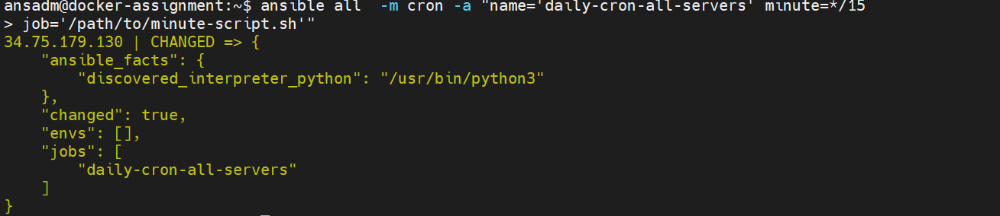 ansadm@docker-assignment:~$ ansible all  -m cron -a "name='daily-cron-all-servers' minute=*/15
> job='/path/to/minute-script.sh'"
34.75.179.130 | CHANGED => {
    "ansible_facts": {
        "discovered_interpreter_python": "/usr/bin/python3"
    },
    "changed": true,
    "envs": [],
    "jobs": [
        "daily-cron-all-servers"
    ]
}